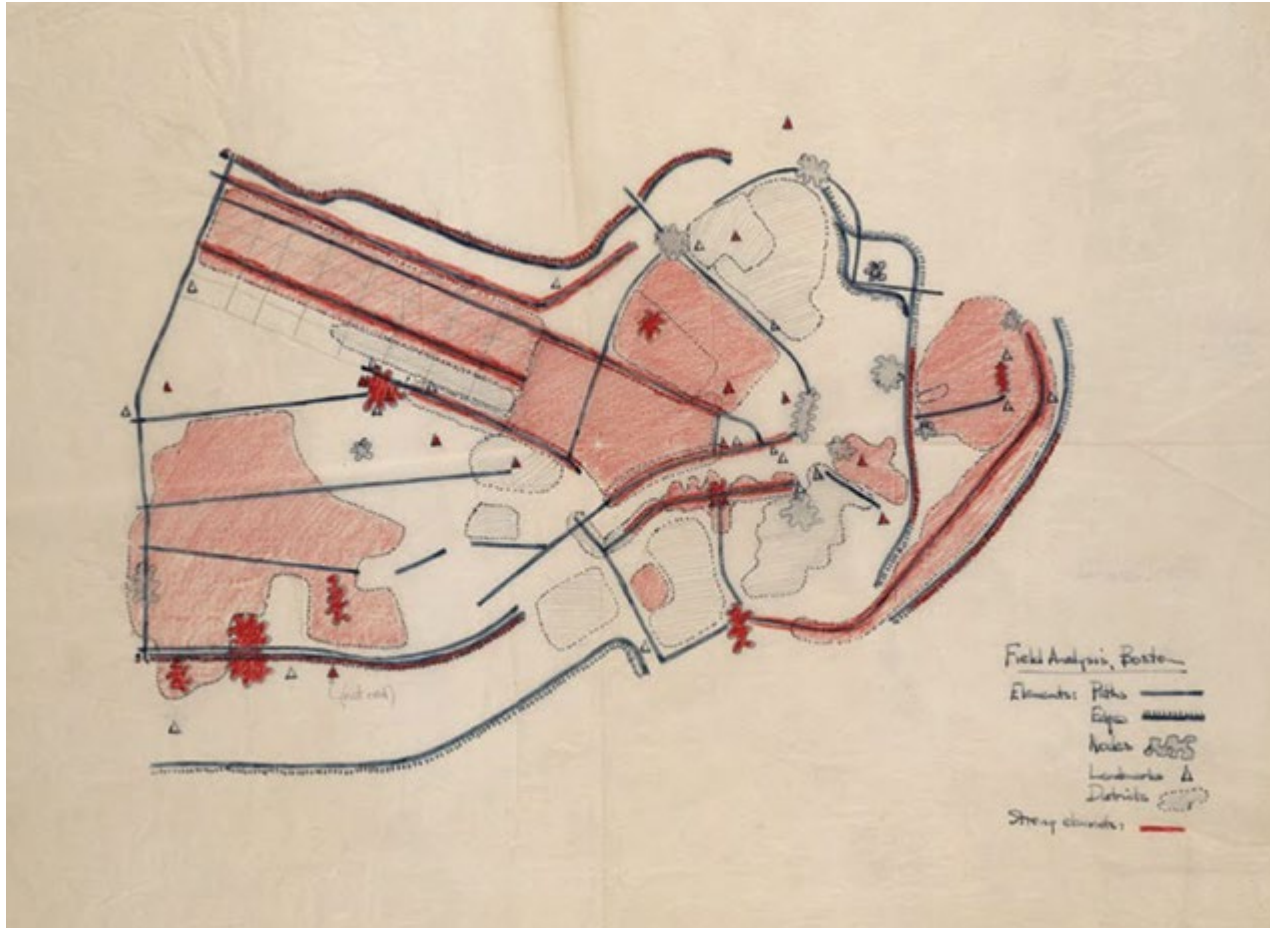 Field Analysis, Boston
Elements: Paths
Edges
Nodes
Landmarks
Districts
Strong elements: